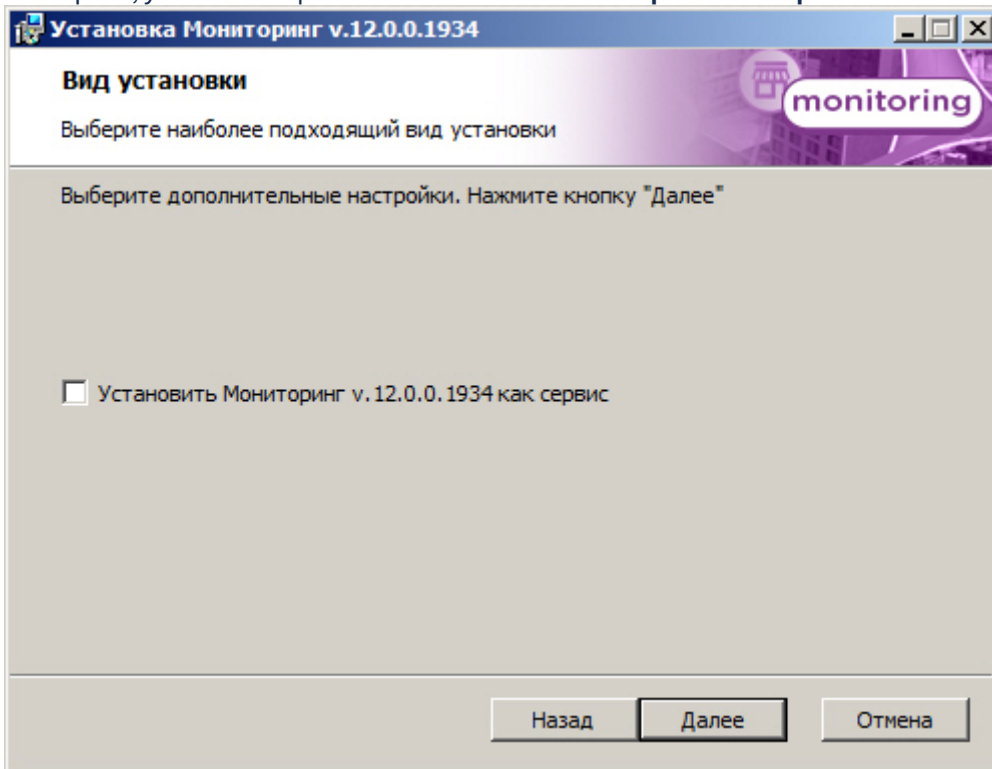 Установка Мониторинг v.12.0.0.1934
Вид установки
monitoring
Выберите наиболее подходящий вид установки
Выберите дополнительные настройки. Нажмите кнопку "Далее"
Установить Мониторинг v.12.0.0.1934 как сервис
Назад Далее Отмена